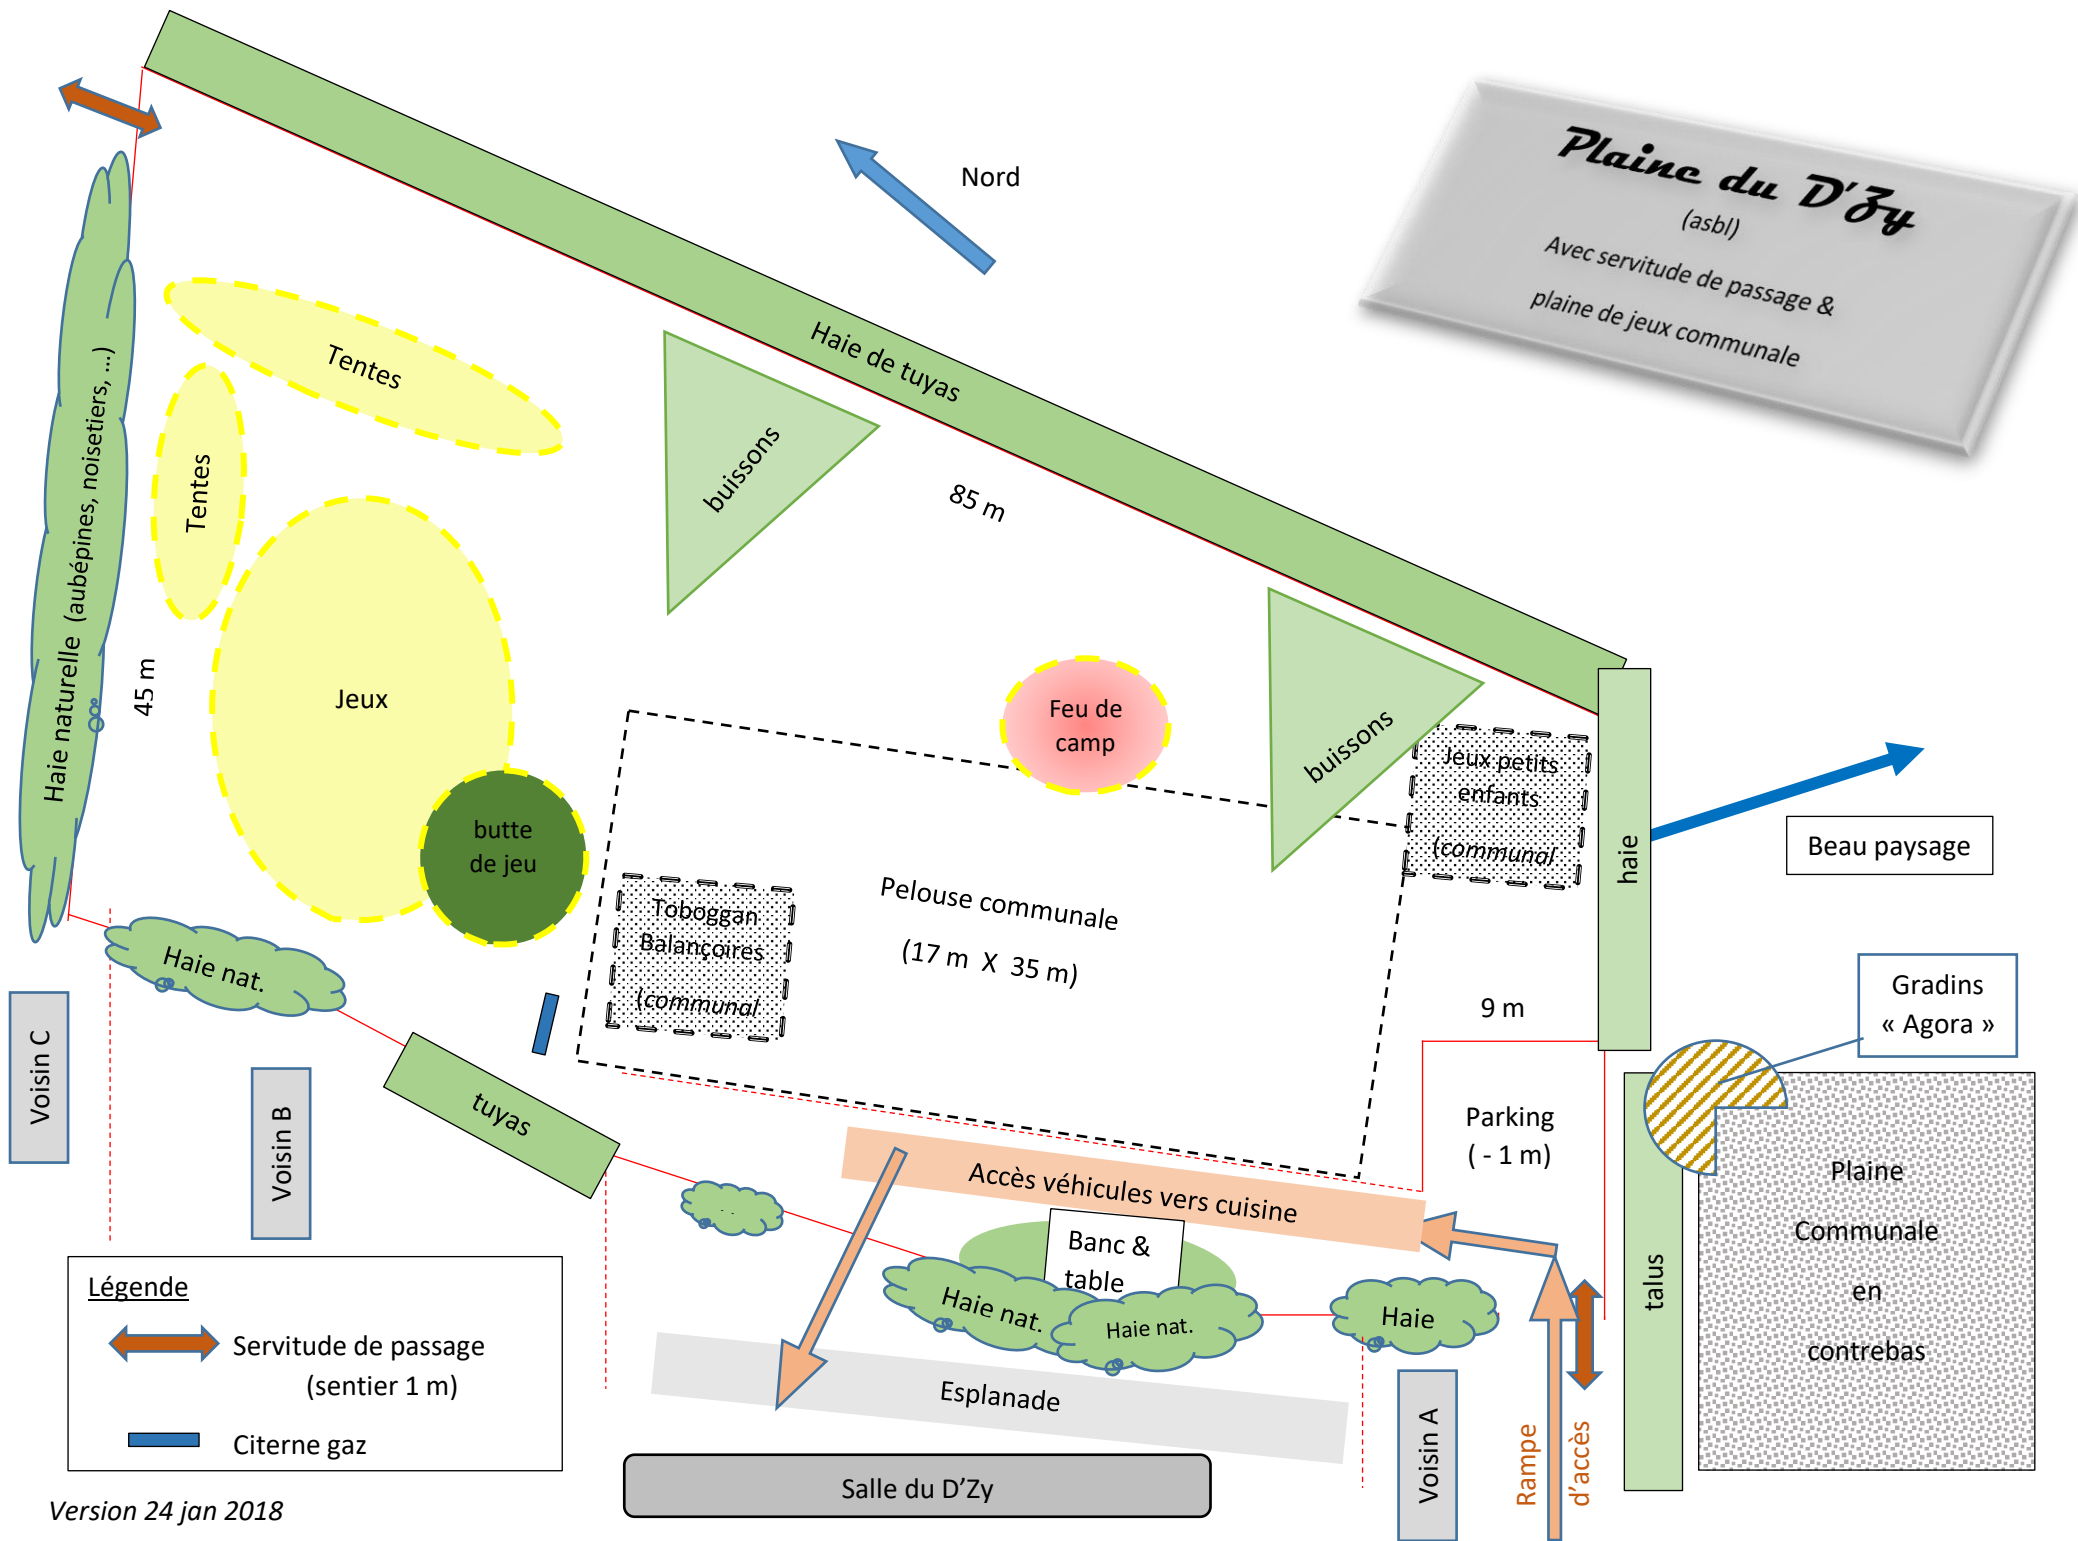 Plaine du D'Zy
(asbl)
Avec servitude de passage &
plaine de jeux communale
Nord
Haie de tuyas
Tentes
Tentes
Haie naturelle (aubépines, noisetiers, ...)
buissons
85 m
45 m
Jeux
Feu de
camp
buissons
Jeux petits
enfants
(communal
haie
Beau paysage
butte
de jeu
Toboggan
Balançoires
(communal
Pelouse communale
(17 m X 35 m)
Haie nat.
9 m
Gradins
« Agora »
Voisin C
Voisin B
tuyas
Parking
( - 1 m)
Accès véhicules vers cuisine
Banc &
table
Haie nat.
Haie nat.
Haie
talus
Plaine
Communale
en
contrebas
Légende
Servitude de passage
(sentier 1 m)
Citerne gaz
Esplanade
Salle du D'Zy
Voisin A
Rampe
d'accès
Version 24 jan 2018